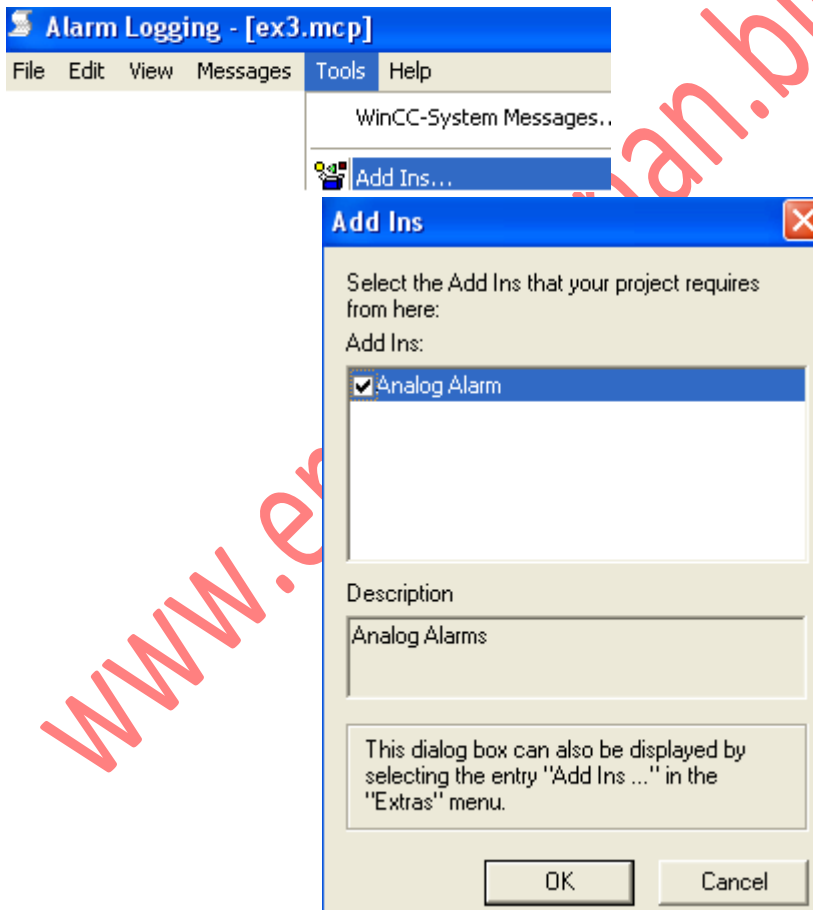 Alarm Logging - [ex3.mcp]
File Edit View Messages Tools Help
WinCC-System Messages..
Add Ins...
Add Ins
Select the Add Ins that your project requires
from here:
Add Ins:
Analog Alarm
Description
Analog Alarms
This dialog box can also be displayed by
selecting the entry "Add Ins ..." in the
"Extras" menu.
OK Cancel